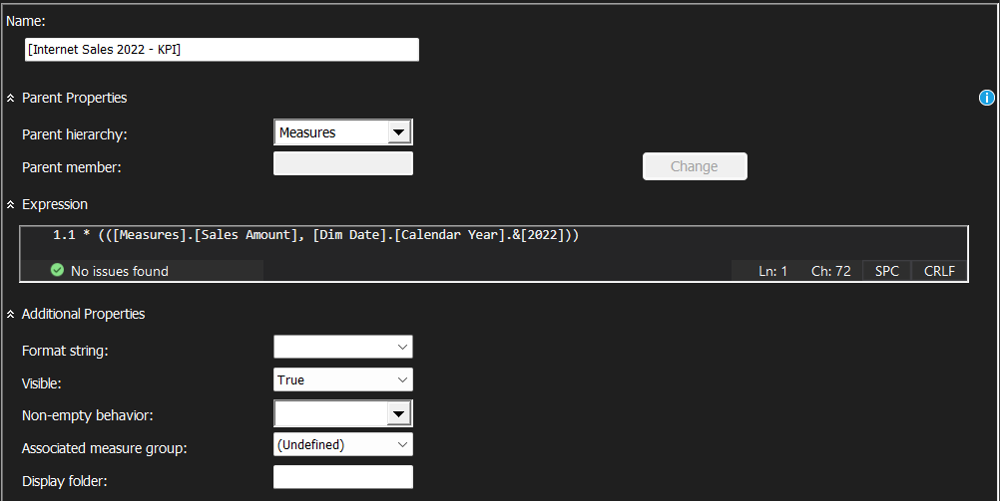 Name:
[Internet Sales 2022 - KPI]
Parent Properties
Parent hierarchy:
Measures
Parent member:
Change
Expression
1.1 * (([Measures].[Sales Amount], [Dim Date].[Calendar Year].&[2022]))
No issues found
Ln: 1
Ch: 72
SPC
CRLF
Additional Properties
Format string:
Visible:
True
Non-empty behavior:
Associated measure group:
(Undefined)
Display folder: